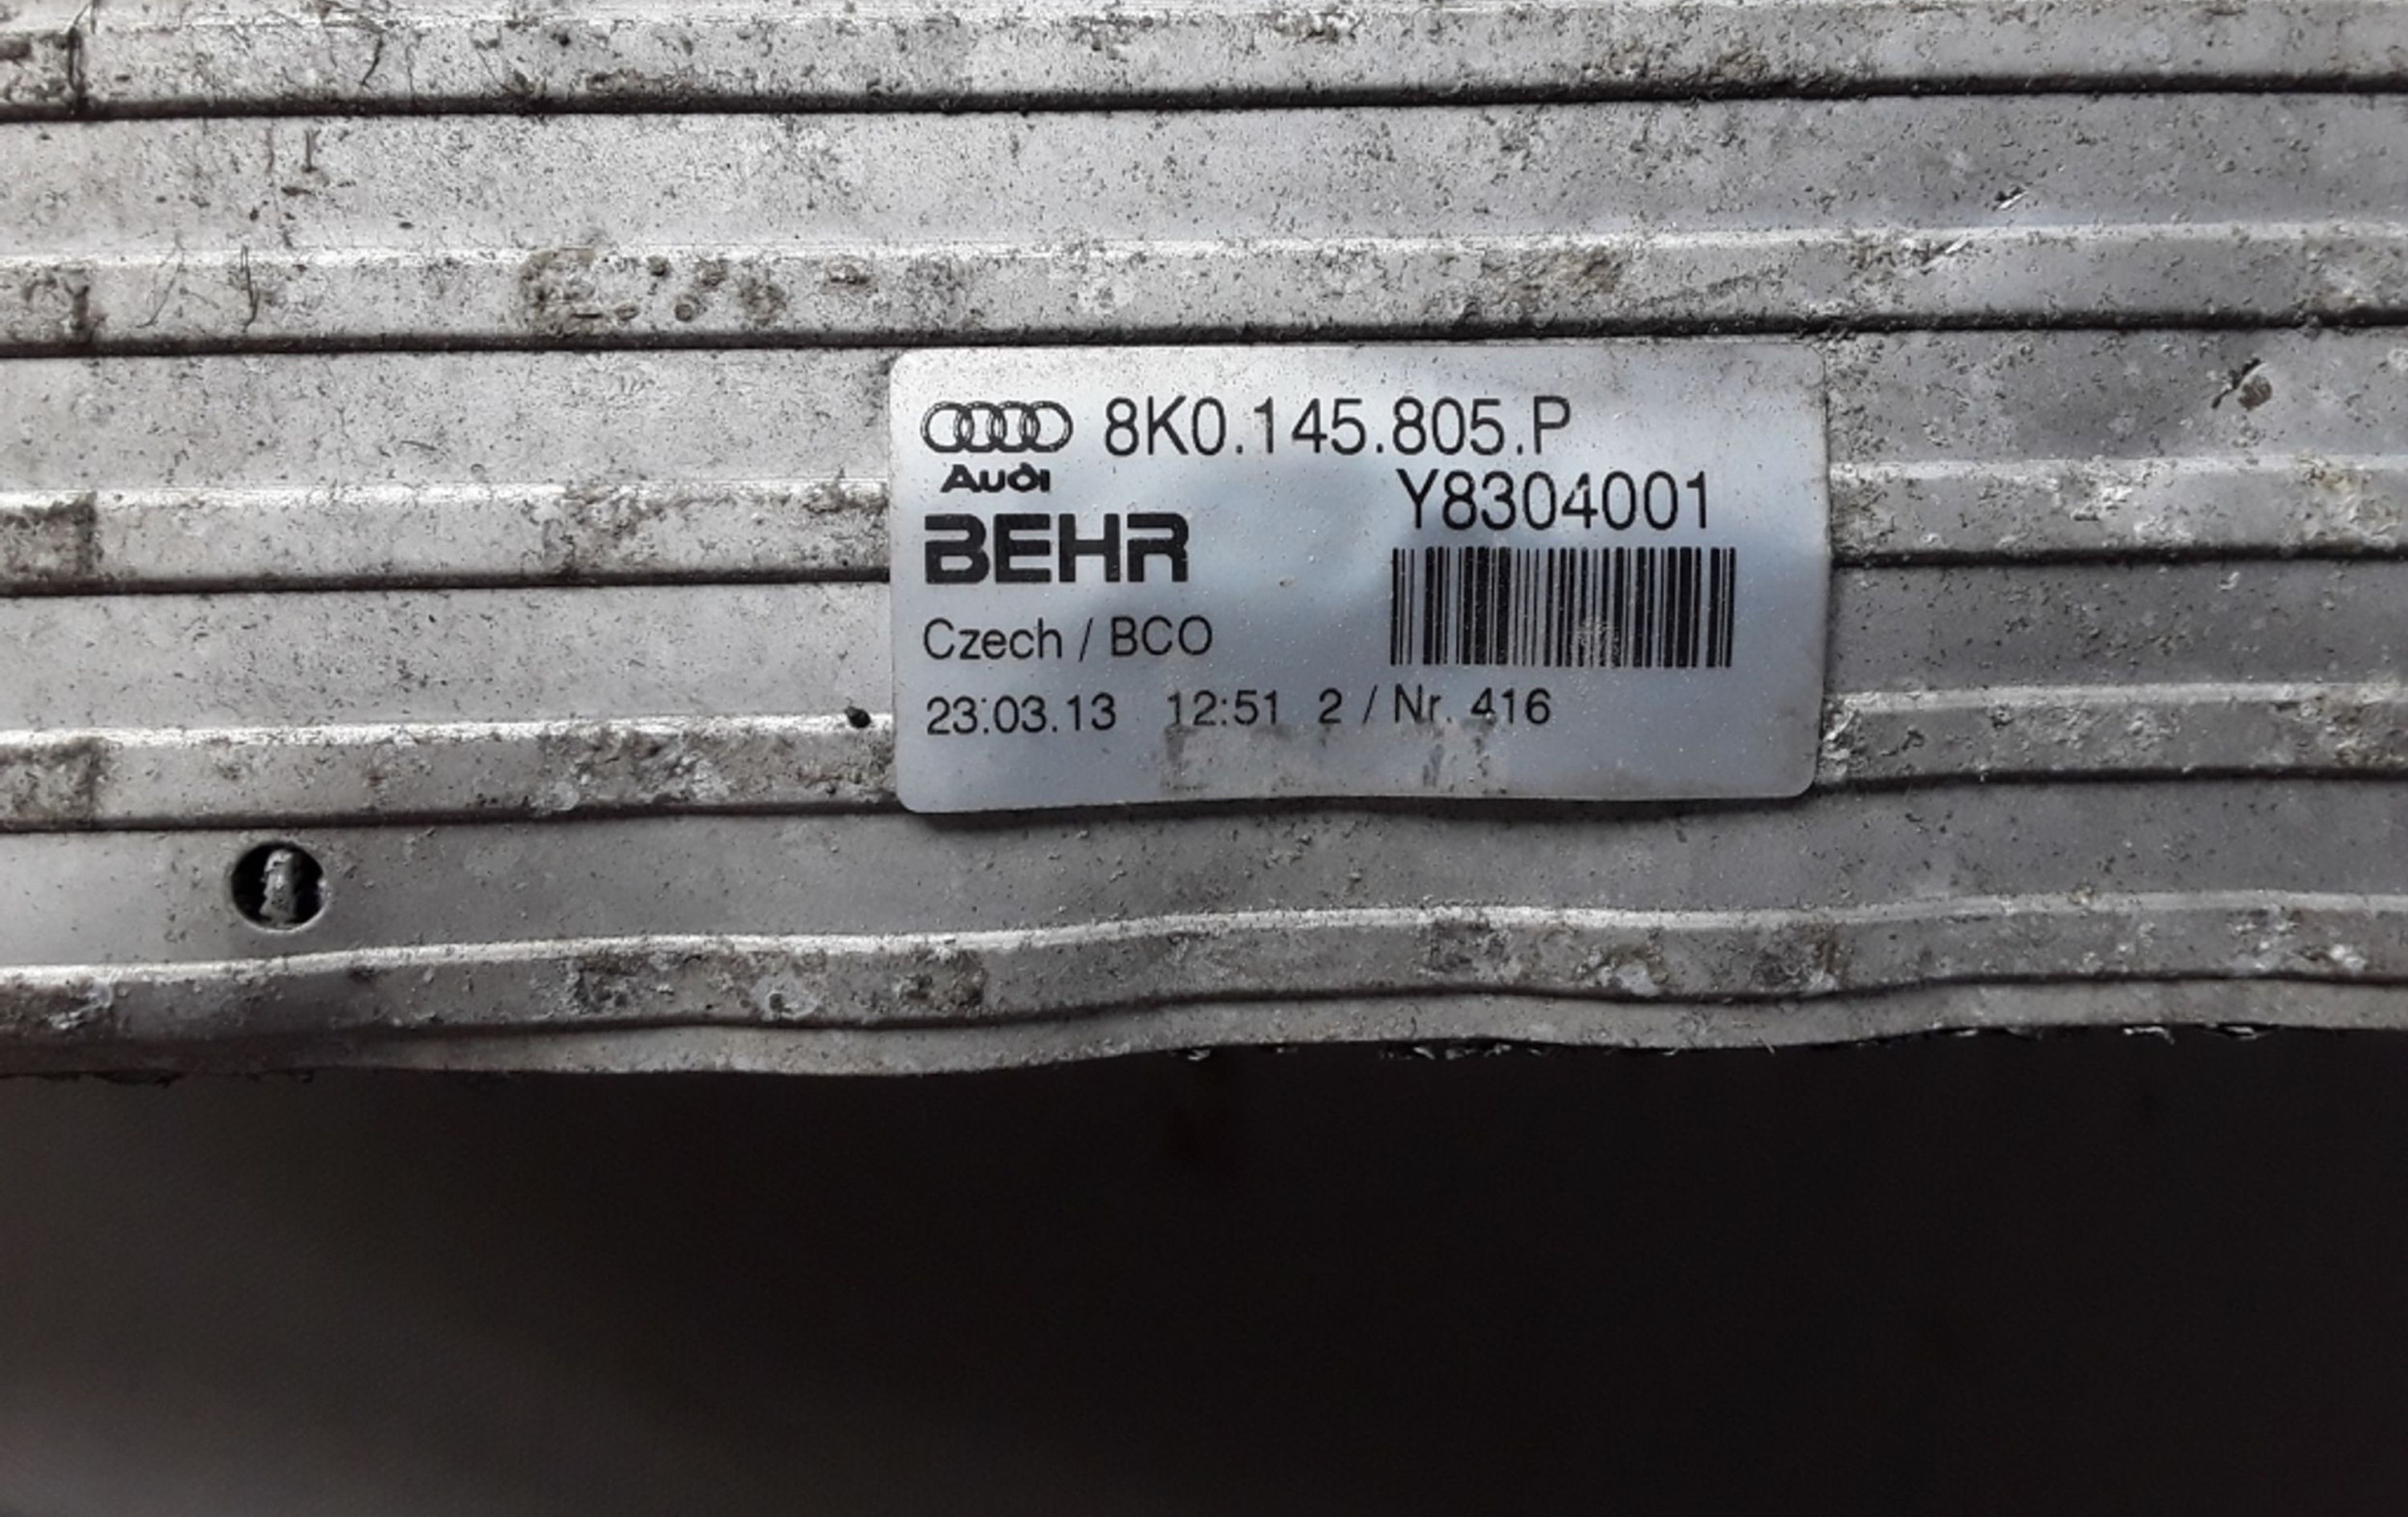 8K0.145.805.P
Audi
Y8304001
BEHR
Czech / BCO
23.03.13 12:51 2 / Nr. 416